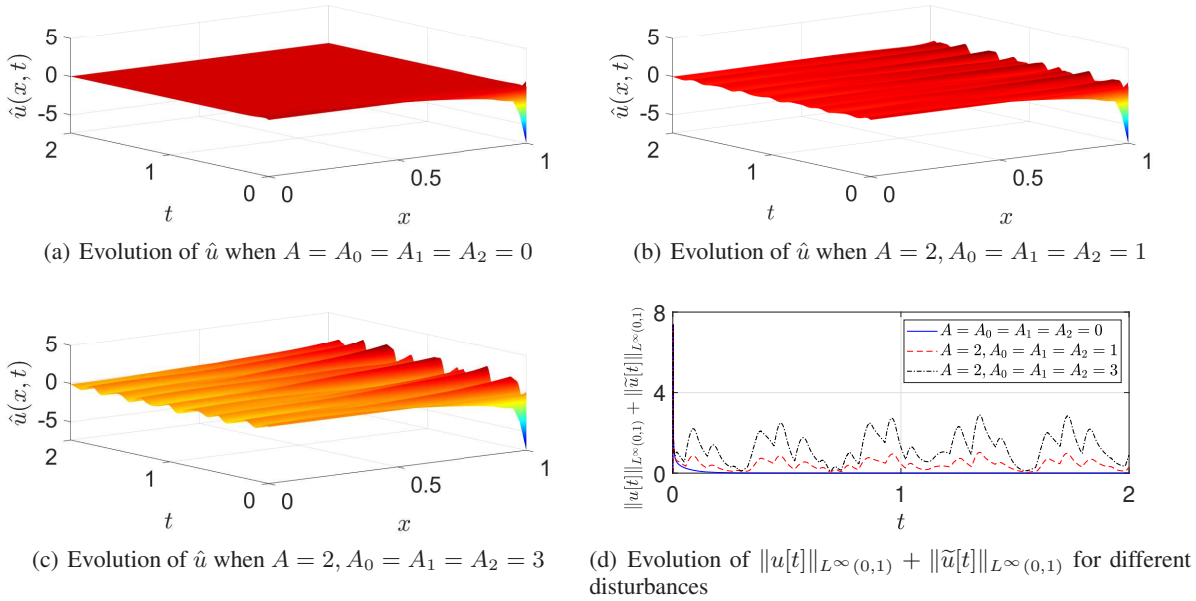 5
0
-5
û(x, t)
2
1
0
t
0
0.5
1
x
(a) Evolution of û when A = A₀ = A₁ = A₂ = 0
5
0
-5
û(x, t)
2
1
0
t
0
0.5
1
x
(b) Evolution of û when A = 2, A₀ = A₁ = A₂ = 1
5
0
-5
û(x, t)
2
1
0
t
0
0.5
1
x
(c) Evolution of û when A = 2, A₀ = A₁ = A₂ = 3
8
4
0
‖u[t]‖L∞(0,1) + ‖ũ[t]‖L∞(0,1)
A = A₀ = A₁ = A₂ = 0
A = 2, A₀ = A₁ = A₂ = 1
A = 2, A₀ = A₁ = A₂ = 3
0
1
2
t
(d) Evolution of ‖u[t]‖L∞(0,1) + ‖ũ[t]‖L∞(0,1) for different
disturbances